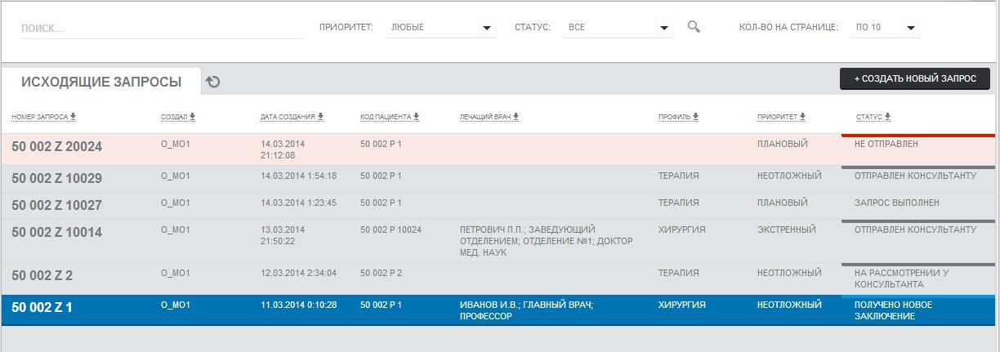 ПОИСК...
ПРИОРИТЕТ: ЛЮБЫЕ СТАТУС: ВСЕ КОЛ-ВО НА СТРАНИЦЕ: ПО 10
ИСХОДЯЩИЕ ЗАПРОСЫ
+ СОЗДАТЬ НОВЫЙ ЗАПРОС
НОМЕР ЗАПРОСА СОЗДАЛ ДАТА СОЗДАНИЯ КОД ПАЦИЕНТА ЛЕЧАЩИЙ ВРАЧ ПРОФИЛЬ ПРИОРИТЕТ СТАТУС
50 002 Z 20024 O_MO1 14.03.2014 50 002 P 1 ПЛАНОВЫЙ НЕ ОТПРАВЛЕН
21:12:08
50 002 Z 10029 O_MO1 14.03.2014 1:54:18 50 002 P 1 ТЕРАПИЯ НЕОТЛОЖНЫЙ ОТПРАВЛЕН КОНСУЛЬТАНТУ
50 002 Z 10027 O_MO1 14.03.2014 1:23:45 50 002 P 1 ТЕРАПИЯ ПЛАНОВЫЙ ЗАПРОС ВЫПОЛНЕН
50 002 Z 10014 O_MO1 13.03.2014 50 002 P 10024 ПЕТРОВИЧ П.П.; ЗАВЕДУЮЩИЙ ХИРУРГИЯ ЭКСТРЕННЫЙ ОТПРАВЛЕН КОНСУЛЬТАНТУ
21:50:22 ОТДЕЛЕНИЕМ; ОТДЕЛЕНИЕ №1; ДОКТОР
МЕД. НАУК
50 002 Z 2 O_MO1 12.03.2014 2:34:04 50 002 P 2 ТЕРАПИЯ НЕОТЛОЖНЫЙ НА РАССМОТРЕНИИ У
КОНСУЛЬТАНТА
50 002 Z 1 O_MO1 11.03.2014 0:10:28 50 002 P 1 ИВАНОВ И.В.; ГЛАВНЫЙ ВРАЧ; ХИРУРГИЯ НЕОТЛОЖНЫЙ ПОЛУЧЕНО НОВОЕ
ПРОФЕССОР ЗАКЛЮЧЕНИЕ